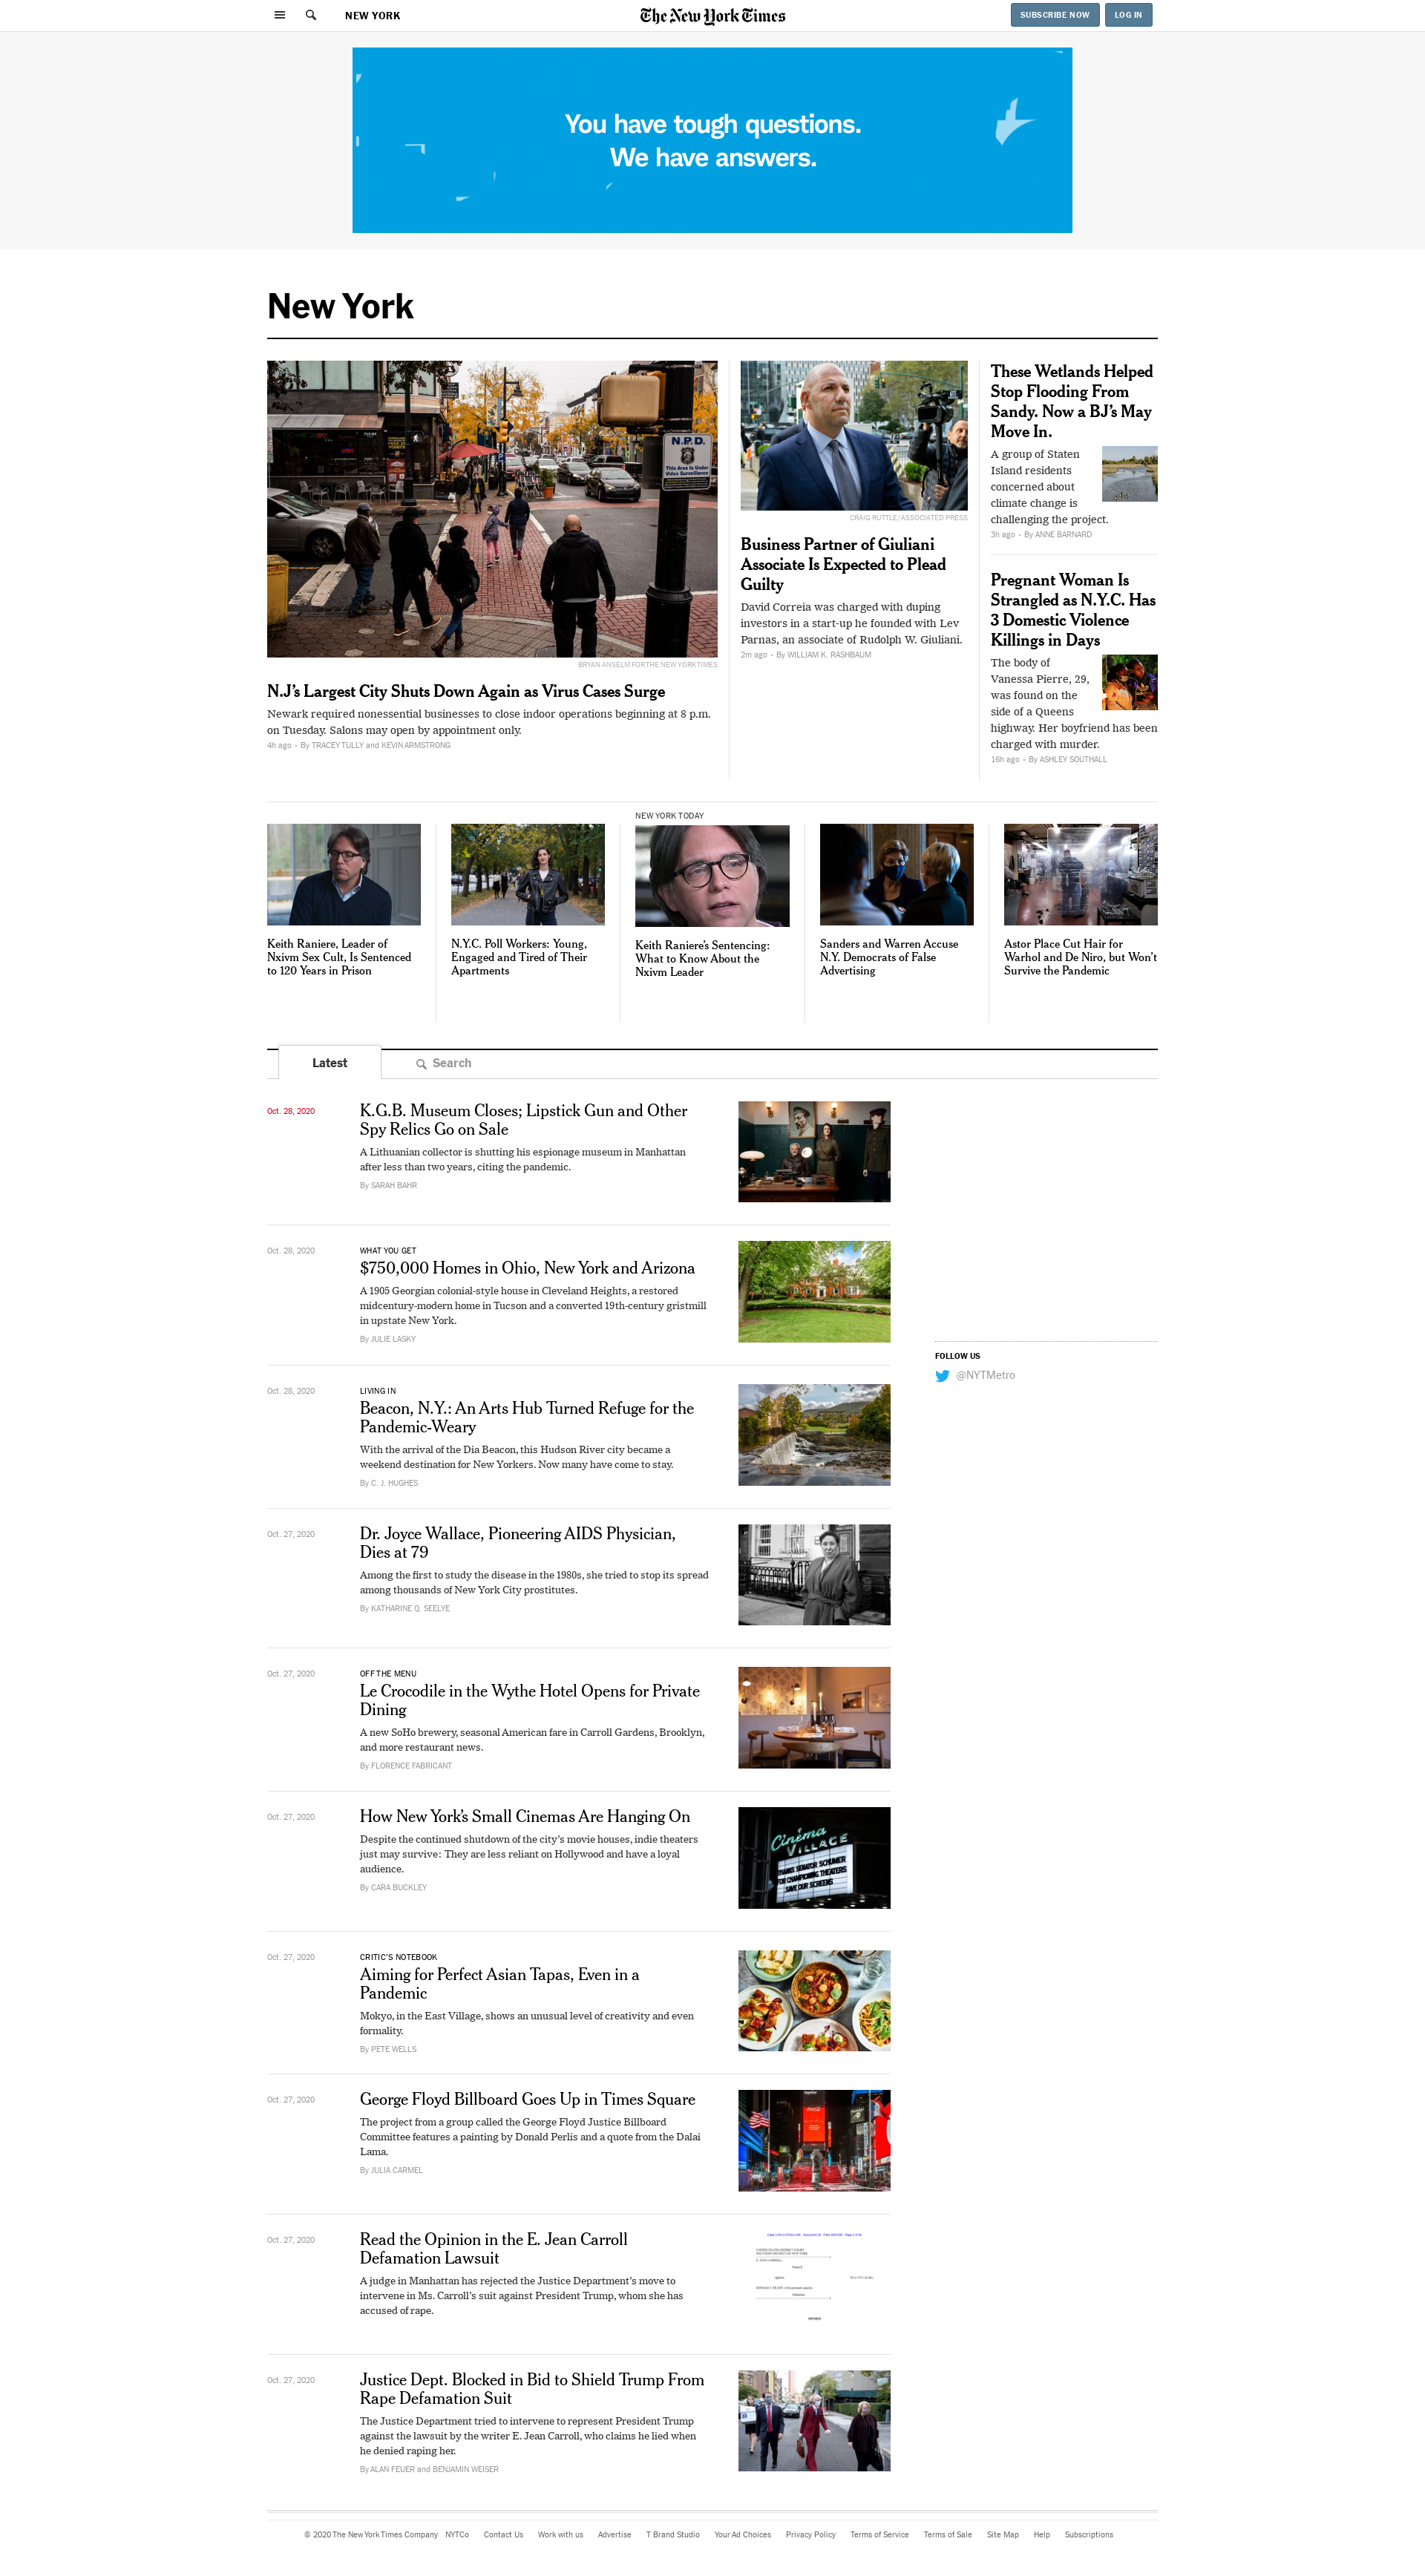 NEW YORK
The New York Times
SUBSCRIBE NOW
LOG IN
You have tough questions.
We have answers.
New York
N.P.D.
This Area Is Under
Video Surveillance
BRYAN ANSELM FOR THE NEW YORK TIMES
N.J’s Largest City Shuts Down Again as Virus Cases Surge
Newark required nonessential businesses to close indoor operations beginning at 8 p.m.
on Tuesday. Salons may open by appointment only.
4h ago • By TRACEY TULLY and KEVIN ARMSTRONG
CRAIG RUTTLE/ASSOCIATED PRESS
Business Partner of Giuliani
Associate Is Expected to Plead
Guilty
David Correia was charged with duping
investors in a start-up he founded with Lev
Parnas, an associate of Rudolph W. Giuliani.
2m ago • By WILLIAM K. RASHBAUM
These Wetlands Helped
Stop Flooding From
Sandy. Now a BJ’s May
Move In.
A group of Staten
Island residents
concerned about
climate change is
challenging the project.
3h ago • By ANNE BARNARD
Pregnant Woman Is
Strangled as N.Y.C. Has
3 Domestic Violence
Killings in Days
The body of
Vanessa Pierre, 29,
was found on the
side of a Queens
highway. Her boyfriend has been
charged with murder.
16h ago • By ASHLEY SOUTHALL
Keith Raniere, Leader of
Nxivm Sex Cult, Is Sentenced
to 120 Years in Prison
N.Y.C. Poll Workers: Young,
Engaged and Tired of Their
Apartments
NEW YORK TODAY
Keith Raniere’s Sentencing:
What to Know About the
Nxivm Leader
Sanders and Warren Accuse
N.Y. Democrats of False
Advertising
Astor Place Cut Hair for
Warhol and De Niro, but Won’t
Survive the Pandemic
Latest
Search
Oct. 28, 2020
K.G.B. Museum Closes; Lipstick Gun and Other
Spy Relics Go on Sale
A Lithuanian collector is shutting his espionage museum in Manhattan
after less than two years, citing the pandemic.
By SARAH BAHR
Oct. 28, 2020
WHAT YOU GET
$750,000 Homes in Ohio, New York and Arizona
A 1905 Georgian colonial-style house in Cleveland Heights, a restored
midcentury-modern home in Tucson and a converted 19th-century gristmill
in upstate New York.
By JULIE LASKY
FOLLOW US
@NYTMetro
Oct. 28, 2020
LIVING IN
Beacon, N.Y.: An Arts Hub Turned Refuge for the
Pandemic-Weary
With the arrival of the Dia Beacon, this Hudson River city became a
weekend destination for New Yorkers. Now many have come to stay.
By C. J. HUGHES
Oct. 27, 2020
Dr. Joyce Wallace, Pioneering AIDS Physician,
Dies at 79
Among the first to study the disease in the 1980s, she tried to stop its spread
among thousands of New York City prostitutes.
By KATHARINE Q. SEELYE
Oct. 27, 2020
OFF THE MENU
Le Crocodile in the Wythe Hotel Opens for Private
Dining
A new SoHo brewery, seasonal American fare in Carroll Gardens, Brooklyn,
and more restaurant news.
By FLORENCE FABRICANT
Oct. 27, 2020
How New York’s Small Cinemas Are Hanging On
Despite the continued shutdown of the city’s movie houses, indie theaters
just may survive: They are less reliant on Hollywood and have a loyal
audience.
By CARA BUCKLEY
Cinéma
VILLAGE
THANKS SENATOR SCHUMER
FOR CHAMPIONING THEATERS
SAVE OUR SCREENS
Oct. 27, 2020
CRITIC’S NOTEBOOK
Aiming for Perfect Asian Tapas, Even in a
Pandemic
Mokyo, in the East Village, shows an unusual level of creativity and even
formality.
By PETE WELLS
Oct. 27, 2020
George Floyd Billboard Goes Up in Times Square
The project from a group called the George Floyd Justice Billboard
Committee features a painting by Donald Perlis and a quote from the Dalai
Lama.
By JULIA CARMEL
Oct. 27, 2020
Read the Opinion in the E. Jean Carroll
Defamation Lawsuit
A judge in Manhattan has rejected the Justice Department’s move to
intervene in Ms. Carroll’s suit against President Trump, whom she has
accused of rape.
Oct. 27, 2020
Justice Dept. Blocked in Bid to Shield Trump From
Rape Defamation Suit
The Justice Department tried to intervene to represent President Trump
against the lawsuit by the writer E. Jean Carroll, who claims he lied when
he denied raping her.
By ALAN FEUER and BENJAMIN WEISER
© 2020 The New York Times Company NYTCo Contact Us Work with us Advertise T Brand Studio Your Ad Choices Privacy Policy Terms of Service Terms of Sale Site Map Help Subscriptions